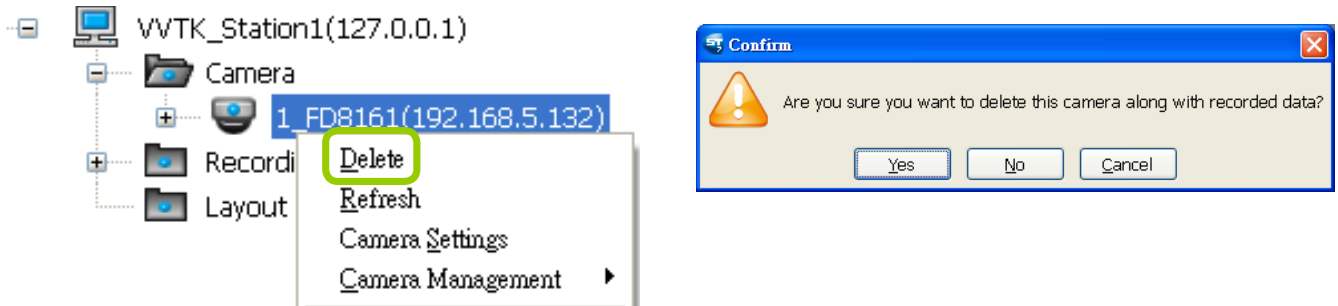 VVTK_Station1(127.0.0.1)
Camera
1_FD8161(192.168.5.132)
Recordi
Layout
Delete
Refresh
Camera Settings
Camera Management
Confirm
Are you sure you want to delete this camera along with recorded data?
Yes
No
Cancel